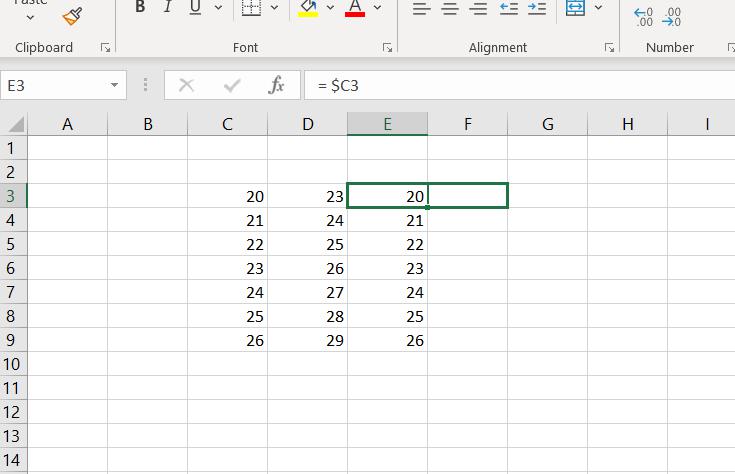 Paste
B I U A
Clipboard Font Alignment Number
E3 fx = $C3
A B C D E F G H I
1
2
3 20 23 20
4 21 24 21
5 22 25 22
6 23 26 23
7 24 27 24
8 25 28 25
9 26 29 26
10
11
12
13
14